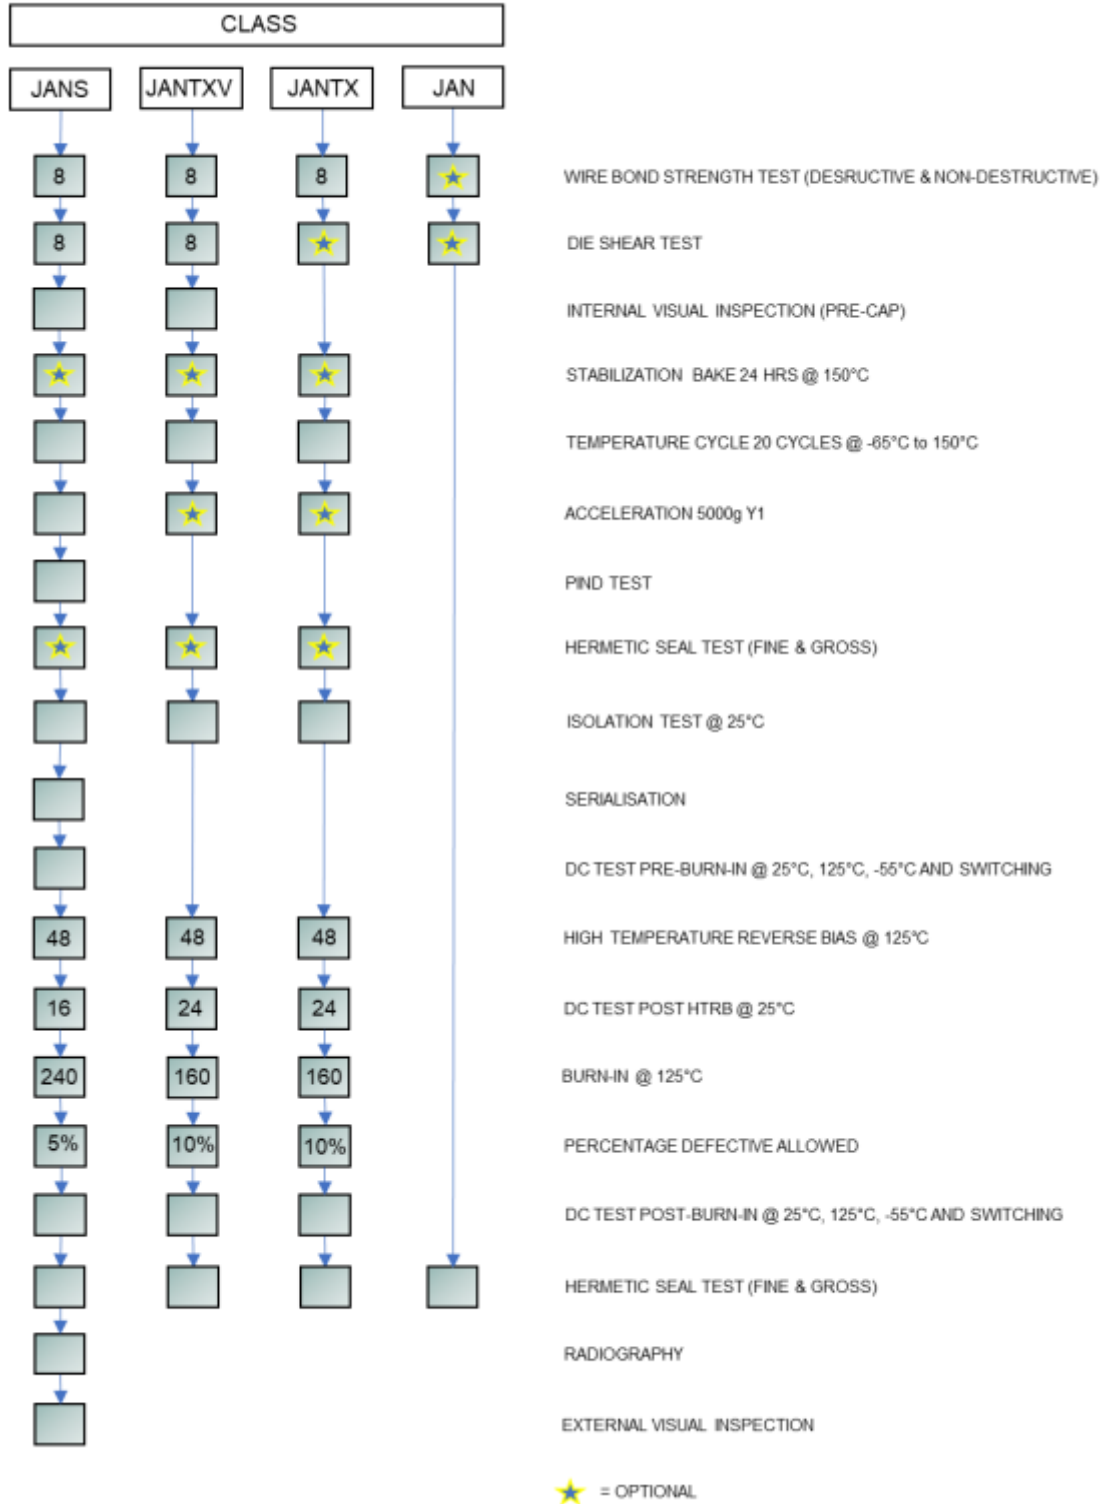 CLASS
JANS JANTXV JANTX JAN
8 8 8 WIRE BOND STRENGTH TEST (DESRUCTIVE & NON-DESTRUCTIVE)
8 8 DIE SHEAR TEST
INTERNAL VISUAL INSPECTION (PRE-CAP)
STABILIZATION BAKE 24 HRS @ 150°C
TEMPERATURE CYCLE 20 CYCLES @ -65°C to 150°C
ACCELERATION 5000g Y1
PIND TEST
HERMETIC SEAL TEST (FINE & GROSS)
ISOLATION TEST @ 25°C
SERIALISATION
DC TEST PRE-BURN-IN @ 25°C, 125°C, -55°C AND SWITCHING
48 48 48 HIGH TEMPERATURE REVERSE BIAS @ 125°C
16 24 24 DC TEST POST HTRB @ 25°C
240 160 160 BURN-IN @ 125°C
5% 10% 10% PERCENTAGE DEFECTIVE ALLOWED
DC TEST POST-BURN-IN @ 25°C, 125°C, -55°C AND SWITCHING
HERMETIC SEAL TEST (FINE & GROSS)
RADIOGRAPHY
EXTERNAL VISUAL INSPECTION
= OPTIONAL